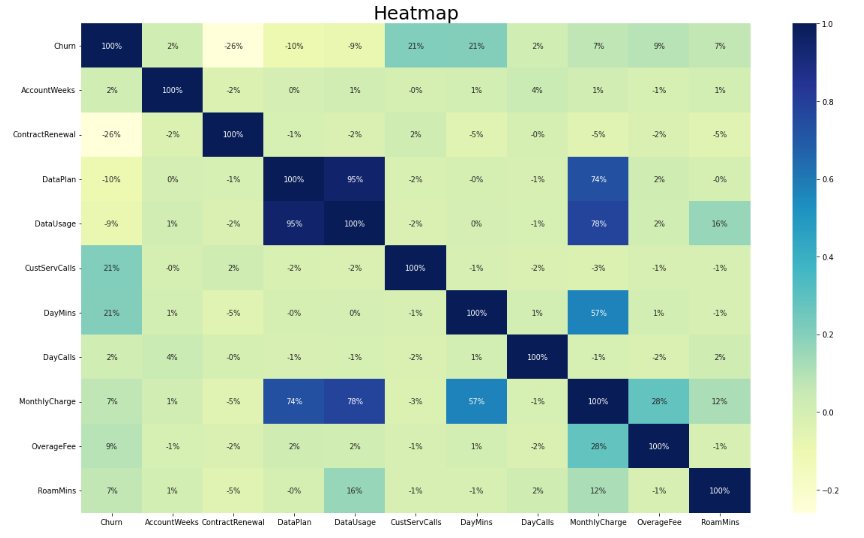 Heatmap
Churn 100% 2% -26% -10% -9% 21% 21% 2% 7% 9% 7%
AccountWeeks 2% 100% -2% 0% 1% -0% 1% 4% 1% -1% 1%
ContractRenewal -26% -2% 100% -1% -2% 2% -5% -0% -5% -2% -5%
DataPlan -10% 0% -1% 100% 95% -2% -0% -1% 74% 2% -0%
DataUsage -9% 1% -2% 95% 100% -2% 0% -1% 78% 2% 16%
CustServCalls 21% -0% 2% -2% -2% 100% -1% -2% -3% -1% -1%
DayMins 21% 1% -5% -0% 0% -1% 100% 1% 57% 1% -1%
DayCalls 2% 4% -0% -1% -1% -2% 1% 100% -1% -2% 2%
MonthlyCharge 7% 1% -5% 74% 78% -3% 57% -1% 100% 28% 12%
OverageFee 9% -1% -2% 2% 2% -1% 1% -2% 28% 100% -1%
RoamMins 7% 1% -5% -0% 16% -1% -1% 2% 12% -1% 100%
Churn AccountWeeks ContractRenewal DataPlan DataUsage CustServCalls DayMins DayCalls MonthlyCharge OverageFee RoamMins
1.0
0.8
0.6
0.4
0.2
0.0
−0.2